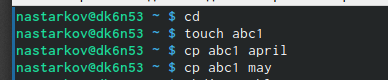 nastarkov@dk6n53 ~ $ cd
nastarkov@dk6n53 ~ $ touch abc1
nastarkov@dk6n53 ~ $ cp abc1 april
nastarkov@dk6n53 ~ $ cp abc1 may